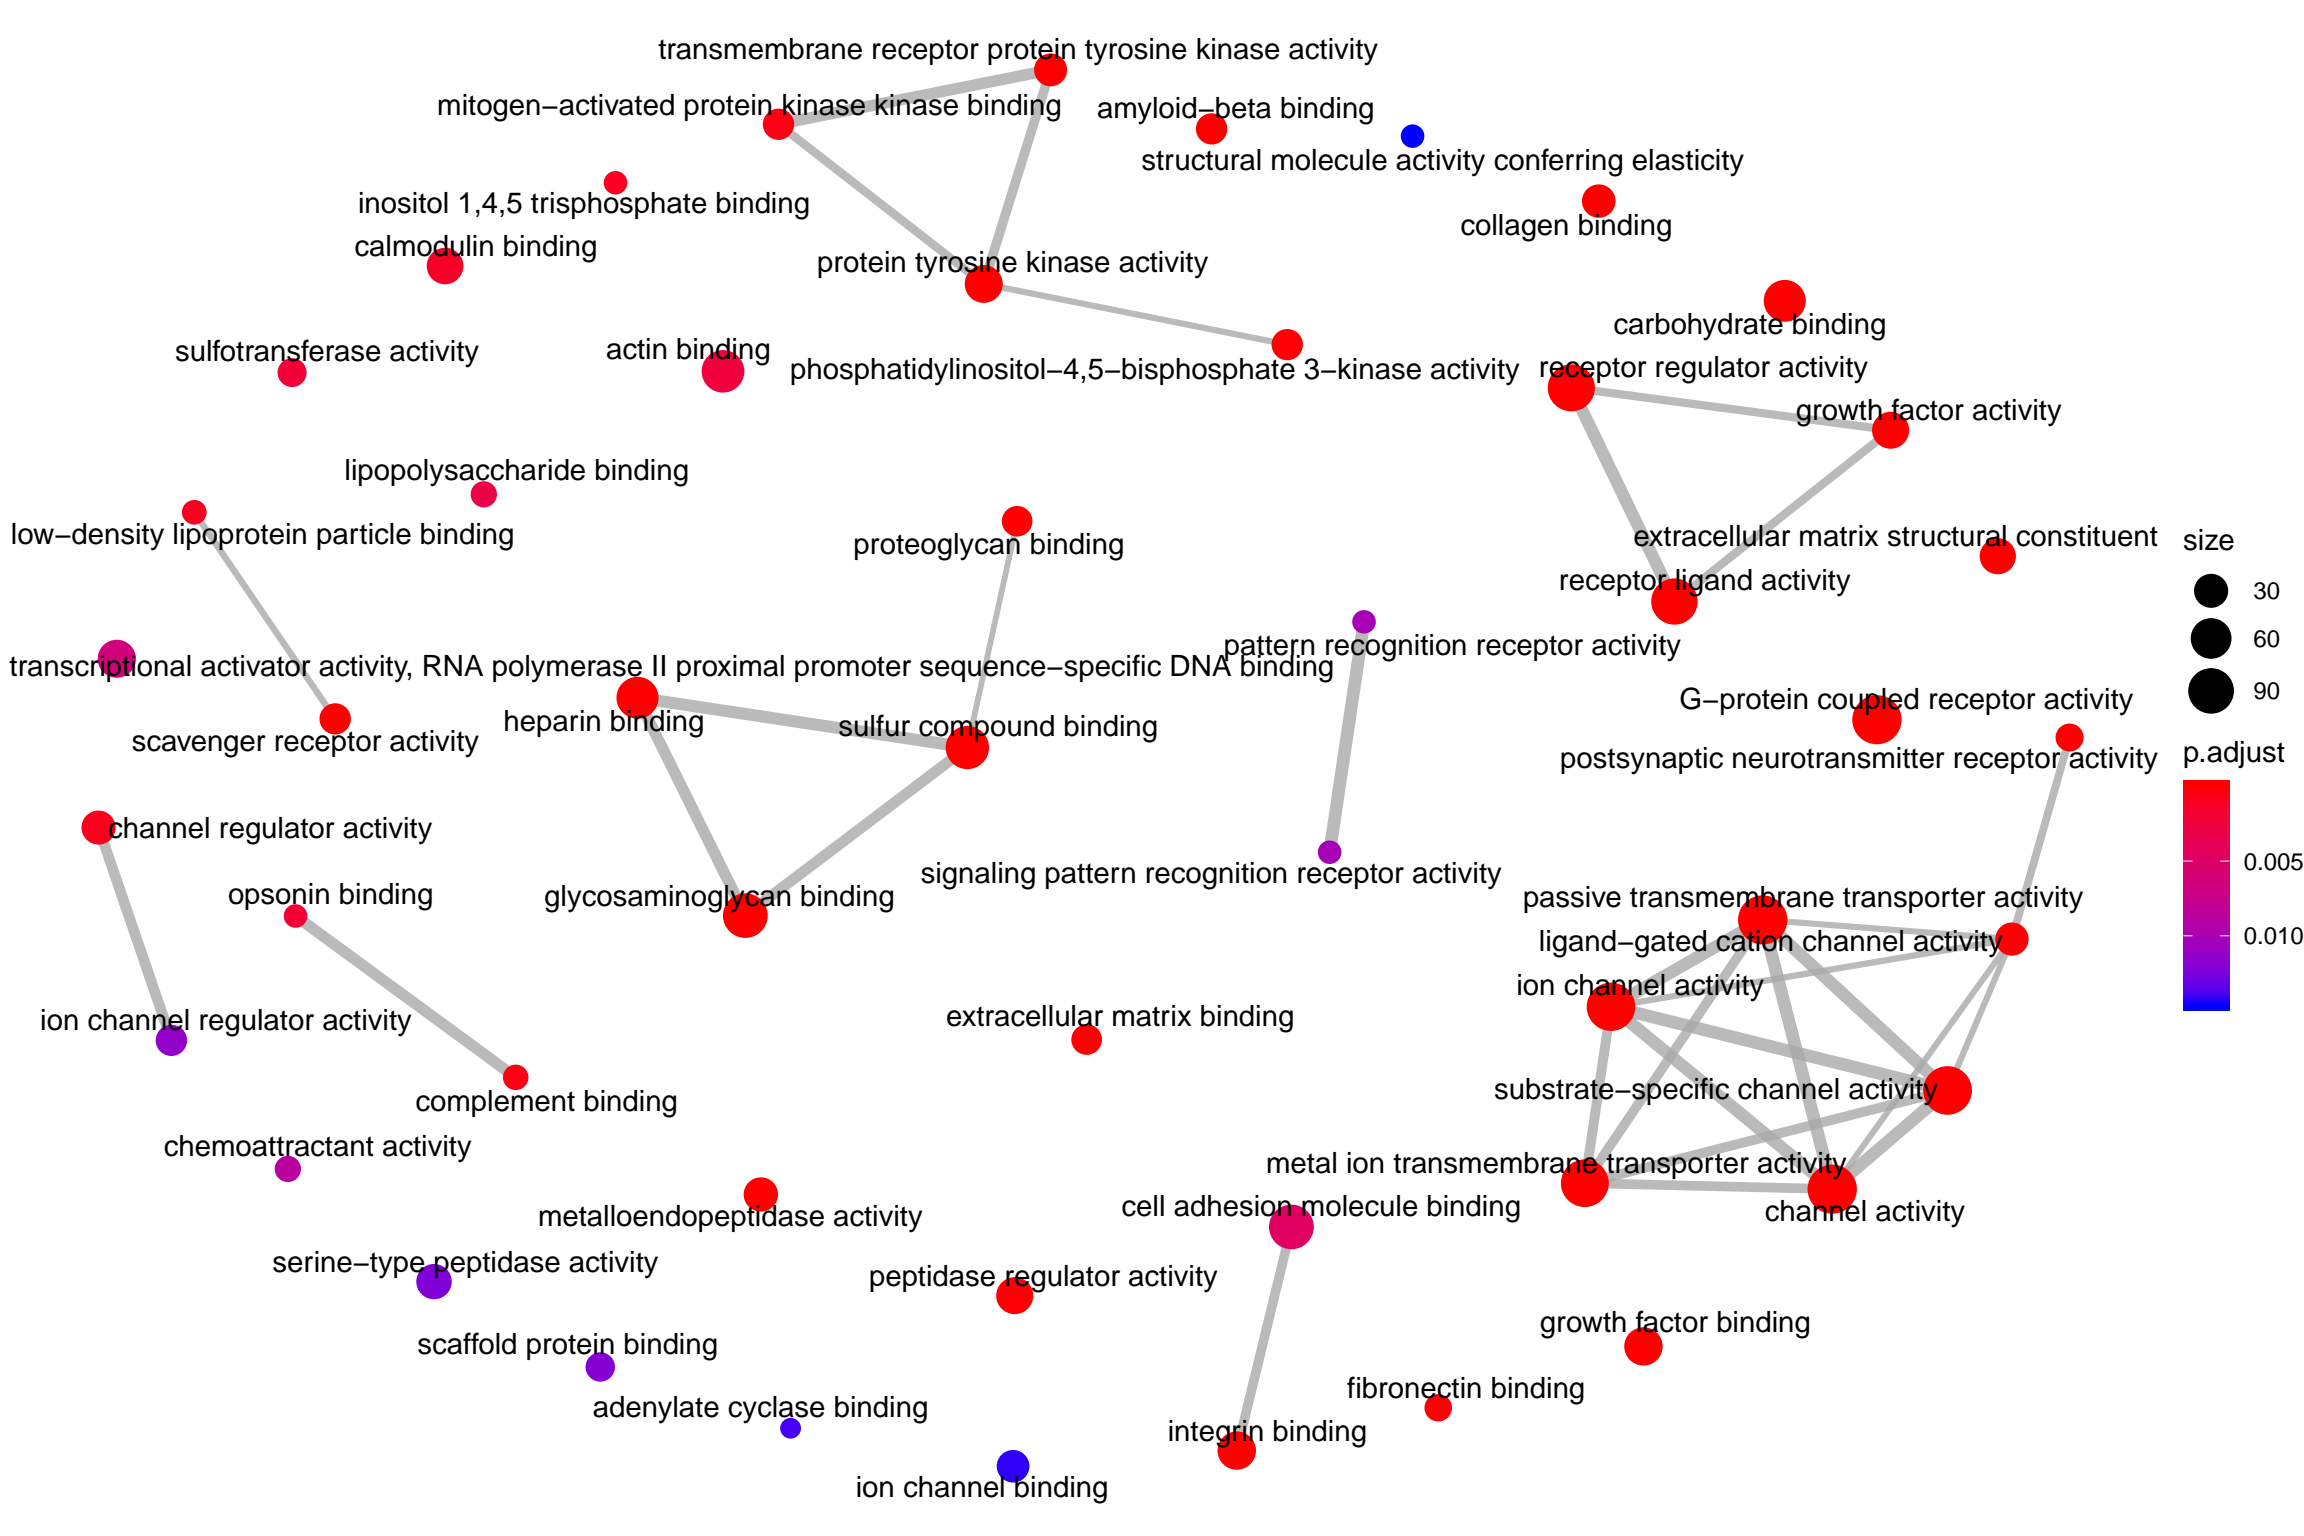 transmembrane receptor protein tyrosine kinase activity
mitogen−activated protein kinase kinase binding
amyloid−beta binding
structural molecule activity conferring elasticity
inositol 1,4,5 trisphosphate binding
collagen binding
calmodulin binding
protein tyrosine kinase activity
carbohydrate binding
sulfotransferase activity
actin binding
phosphatidylinositol−4,5−bisphosphate 3−kinase activity
receptor regulator activity
growth factor activity
lipopolysaccharide binding
low−density lipoprotein particle binding
proteoglycan binding
extracellular matrix structural constituent
receptor ligand activity
pattern recognition receptor activity
transcriptional activator activity, RNA polymerase II proximal promoter sequence−specific DNA binding
G−protein coupled receptor activity
heparin binding
sulfur compound binding
scavenger receptor activity
postsynaptic neurotransmitter receptor activity
channel regulator activity
signaling pattern recognition receptor activity
opsonin binding
glycosaminoglycan binding
passive transmembrane transporter activity
ligand−gated cation channel activity
ion channel activity
ion channel regulator activity
extracellular matrix binding
substrate−specific channel activity
complement binding
chemoattractant activity
metal ion transmembrane transporter activity
cell adhesion molecule binding
channel activity
metalloendopeptidase activity
serine−type peptidase activity
peptidase regulator activity
growth factor binding
scaffold protein binding
fibronectin binding
adenylate cyclase binding
integrin binding
ion channel binding
size
30
60
90
p.adjust
0.005
0.010